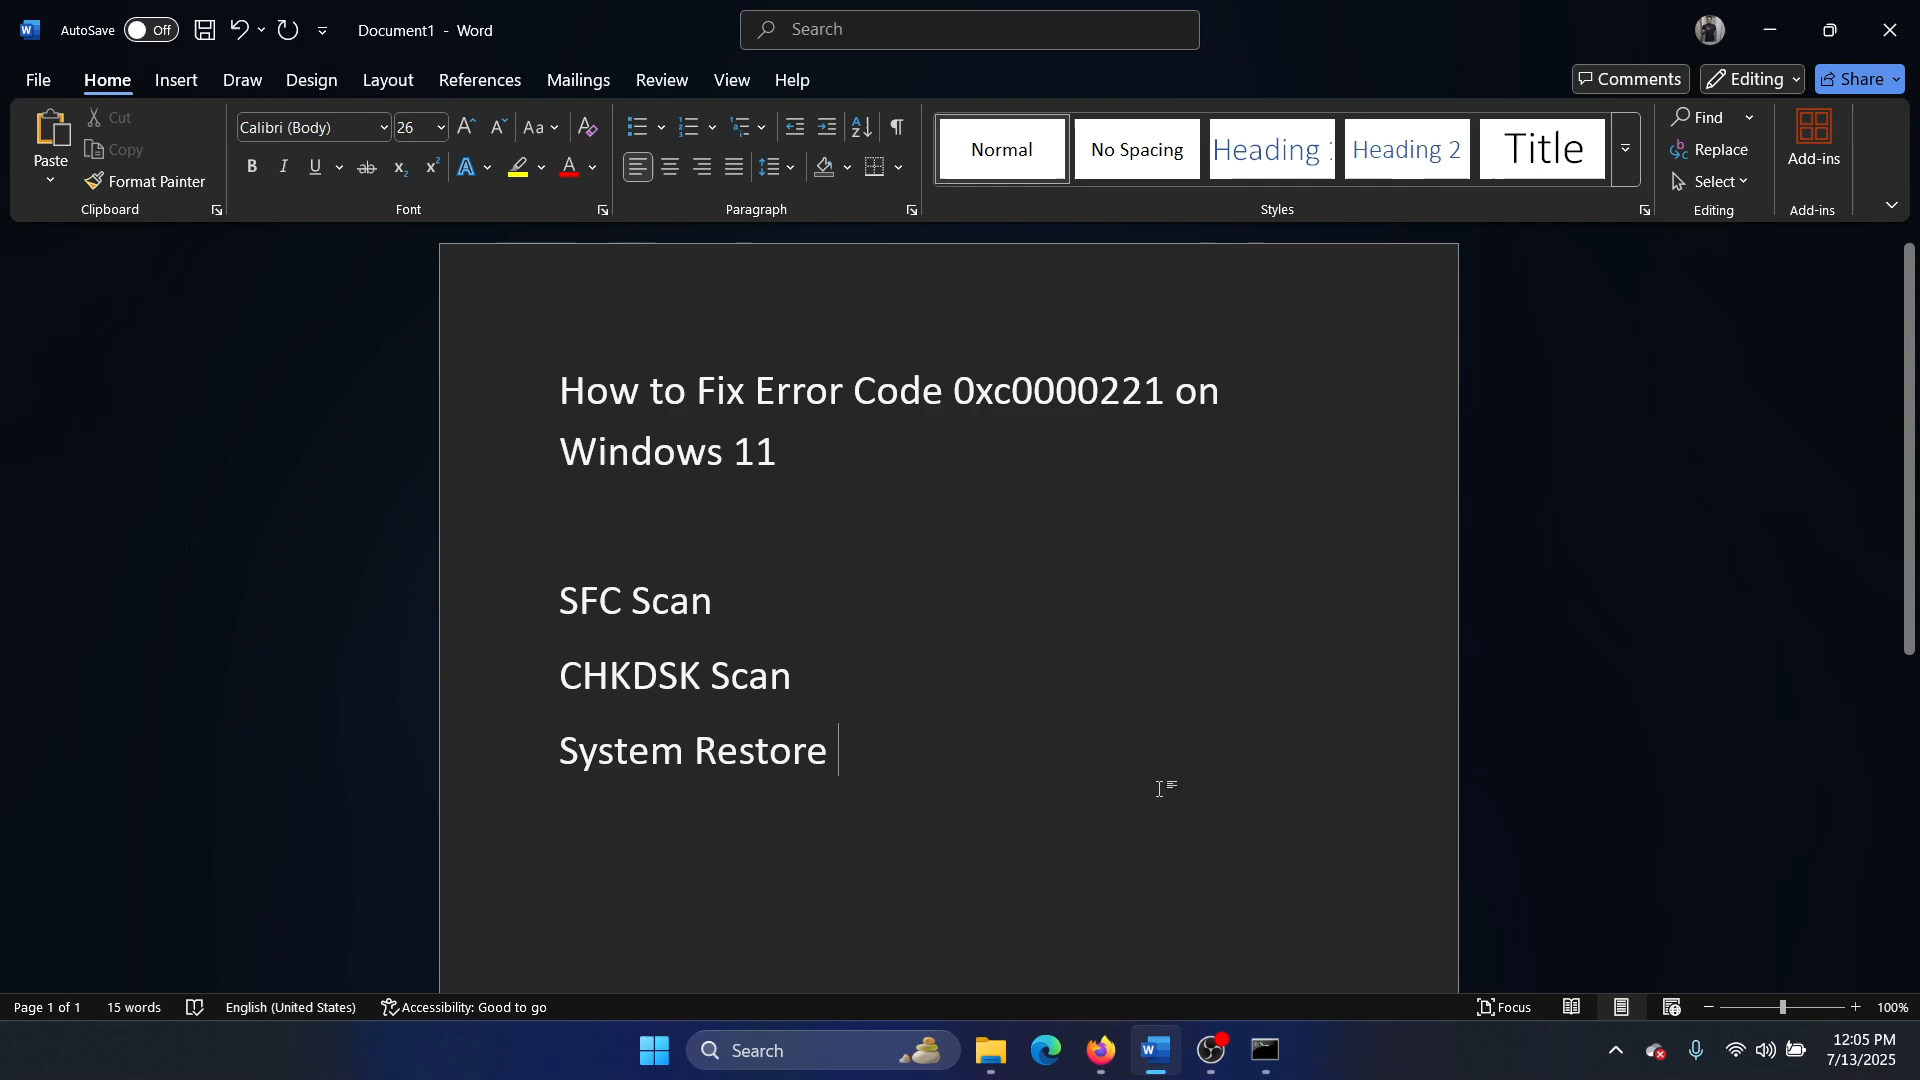 AutoSave Off Document1 - Word Search
File Home Insert Draw Design Layout References Mailings Review View Help Comments Editing Share
Paste Cut Copy Format Painter Clipboard
Calibri (Body) 26 Aa B I U ab x₂ x² A A Font
Paragraph
Normal No Spacing Heading 1 Heading 2 Title Styles
Find Replace Select Editing
Add-ins Add-ins
How to Fix Error Code 0xc0000221 on
Windows 11
SFC Scan
CHKDSK Scan
System Restore
Page 1 of 1 15 words English (United States) Accessibility: Good to go Focus 100%
Search 12:05 PM
7/13/2025